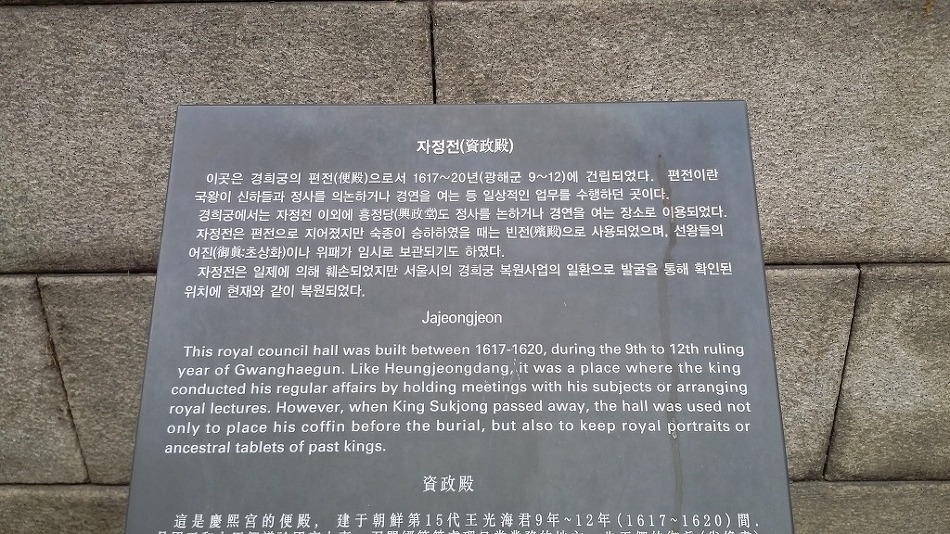 자정전(資政殿)
이곳은 경희궁의 편전(便殿)으로서 1617～20년(광해군 9～12)에 건립되었다. 편전이란
국왕이 신하들과 정사를 의논하거나 경연을 여는 등 일상적인 업무를 수행하던 곳이다.
경희궁에서는 자정전 이외에 흥정당(興政堂)도 정사를 논하거나 경연을 여는 장소로 이용되었다.
자정전은 편전으로 지어졌지만 숙종이 승하하였을 때는 빈전(殯殿)으로 사용되었으며, 선왕들의
어진(御眞:초상화)이나 위패가 임시로 보관되기도 하였다.
자정전은 일제에 의해 훼손되었지만 서울시의 경희궁 복원사업의 일환으로 발굴을 통해 확인된
위치에 현재와 같이 복원되었다.
Jajeongjeon
This royal council hall was built between 1617-1620, during the 9th to 12th ruling
year of Gwanghaegun. Like Heungjeongdang, it was a place where the king
conducted his regular affairs by holding meetings with his subjects or arranging
royal lectures. However, when King Sukjong passed away, the hall was used not
only to place his coffin before the burial, but also to keep royal portraits or
ancestral tablets of past kings.
資政殿
這是慶熙宮的便殿, 建于朝鮮第15代王光海君9年~12年(1617~1620)間.